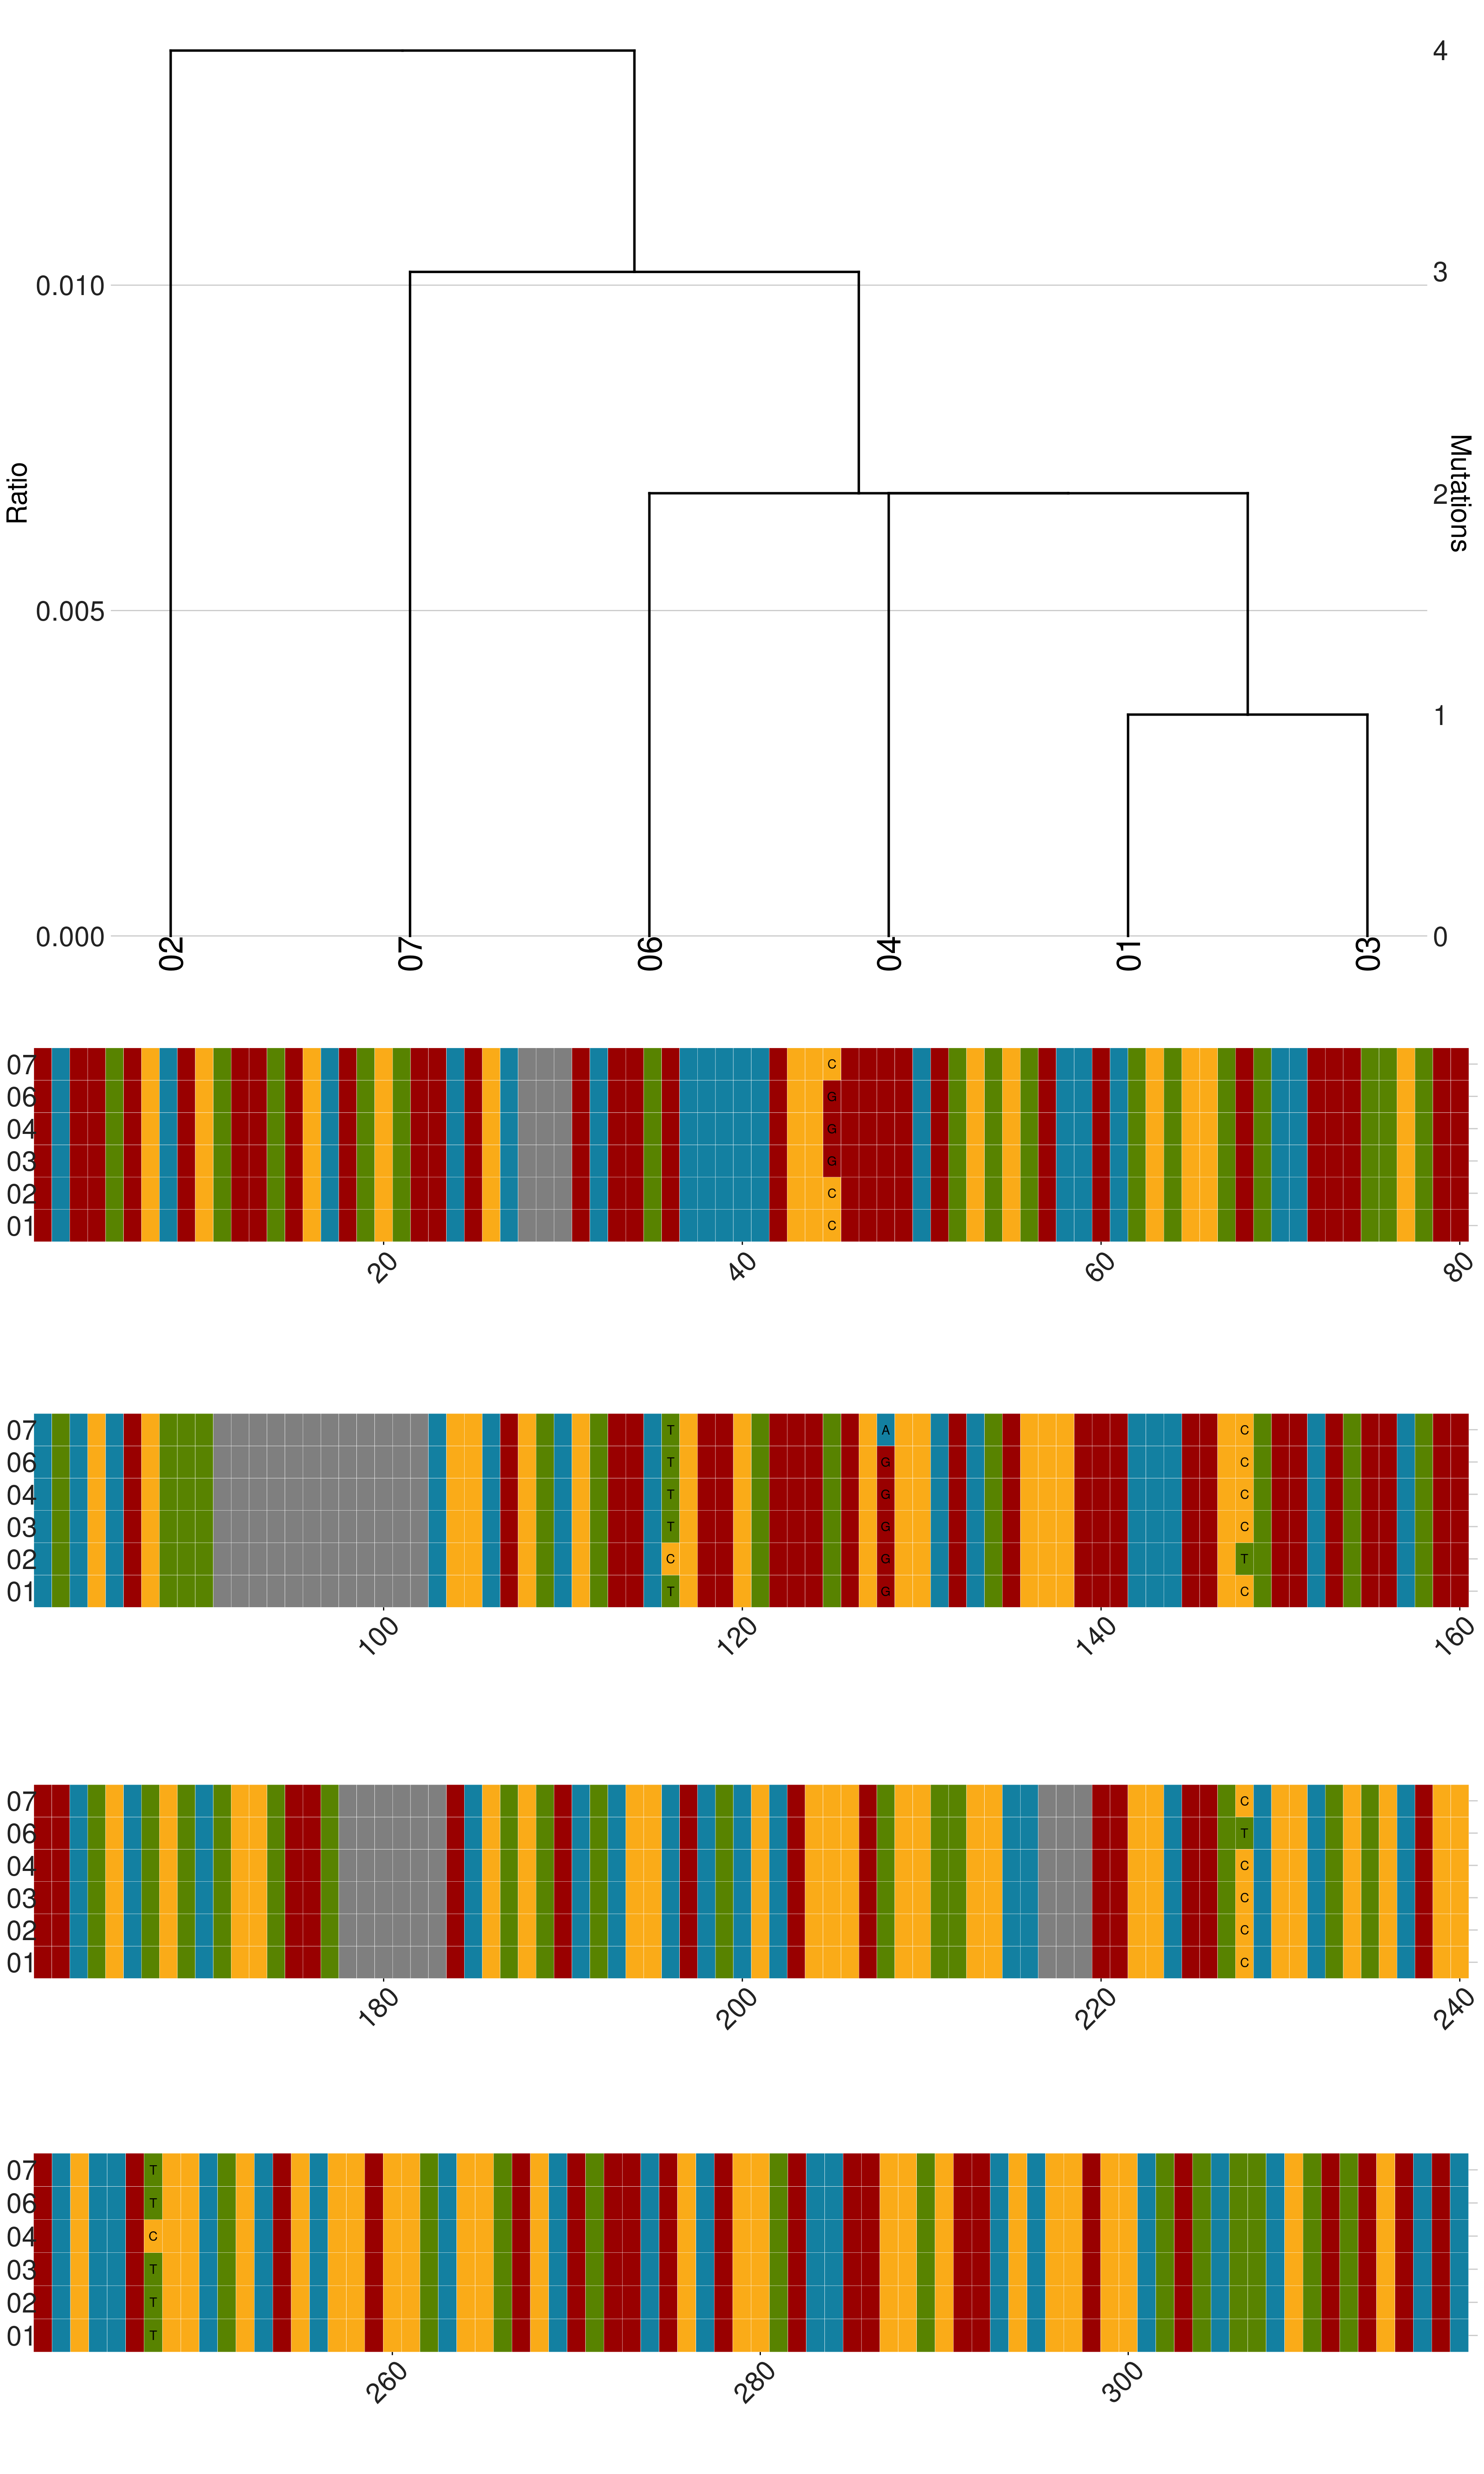 4
0.010
3
Ratio
Mutations
2
0.005
1
0.000
0
02 07 06 04 01 03
07 C
06 G
04 G
03 G
02 C
01 C
20 40 60 80
07 T A C
06 T G C
04 T G C
03 T G C
02 C G T
01 T G C
100 120 140 160
07 C
06 T
04 C
03 C
02 C
01 C
180 200 220 240
07 T
06 T
04 C
03 T
02 T
01 T
260 280 300